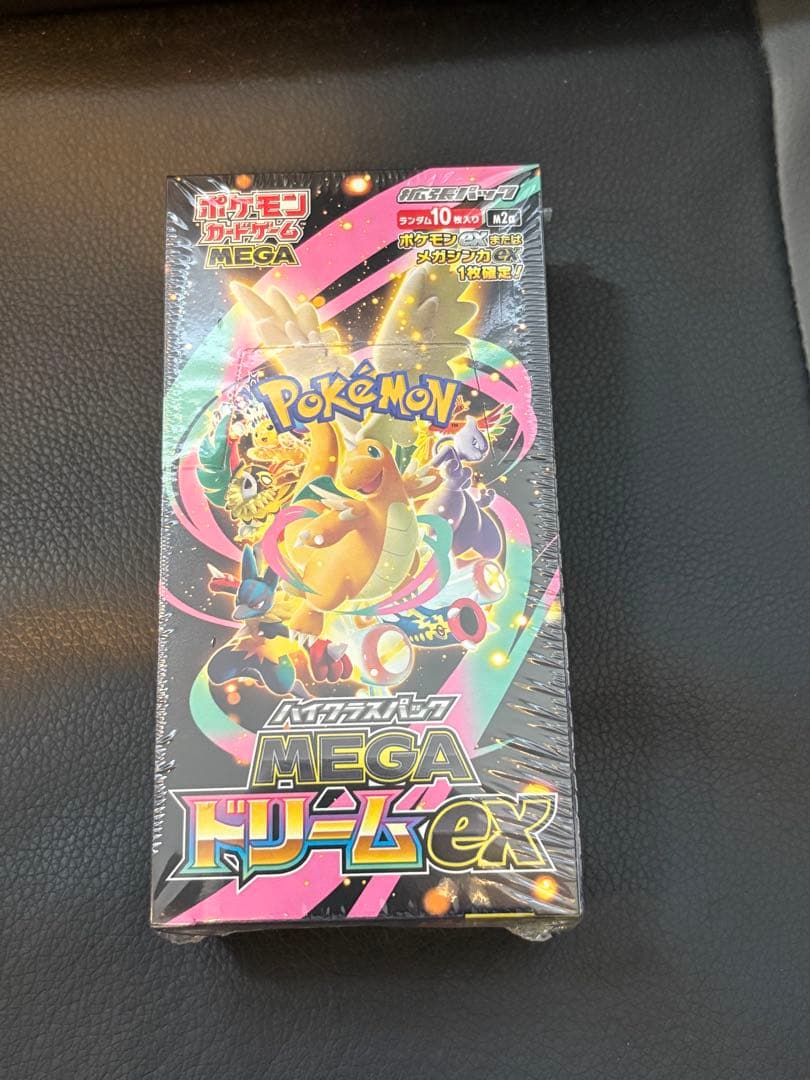 ポケモン
カードゲーム
MEGA
拡張パック
ランダム10枚入り M2a
ポケモンexまたは
メガシンカex
1枚確定!
POKéMON
TM
ハイクラスパック
MEGA
ドリームex